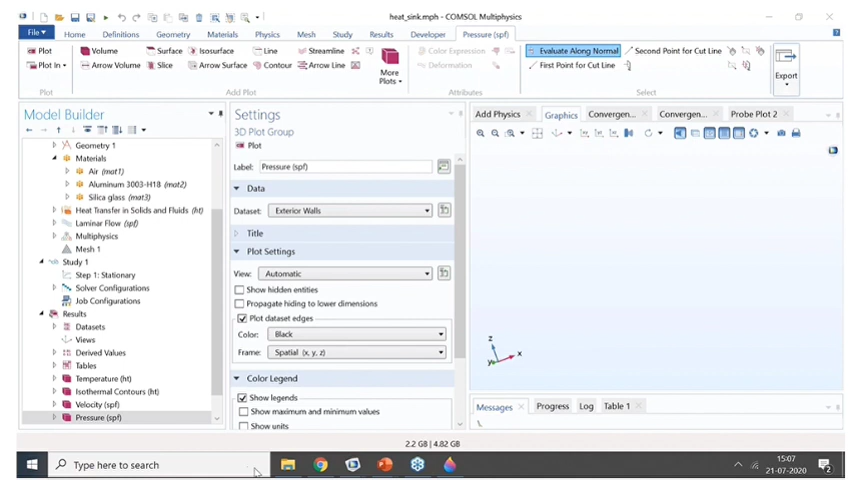 heat_sink.mph - COMSOL Multiphysics
File Home Definitions Geometry Materials Physics Mesh Study Results Developer Pressure (spf)
Plot Volume Surface Isosurface Line Streamline Color Expression Evaluate Along Normal Second Point for Cut Line
Plot In Arrow Volume Slice Arrow Surface Contour Arrow Line More Plots Deformation First Point for Cut Line Export
Plot Add Plot Attributes Select
Model Builder
Geometry 1
Materials
Air (mat1)
Aluminum 3003-H18 (mat2)
Silica glass (mat3)
Heat Transfer in Solids and Fluids (ht)
Laminar Flow (spf)
Multiphysics
Mesh 1
Study 1
Step 1: Stationary
Solver Configurations
Job Configurations
Results
Datasets
Views
Derived Values
Tables
Temperature (ht)
Isothermal Contours (ht)
Velocity (spf)
Pressure (spf)
Settings
3D Plot Group
Plot
Label: Pressure (spf)
Data
Dataset: Exterior Walls
Title
Plot Settings
View: Automatic
Show hidden entities
Propagate hiding to lower dimensions
Plot dataset edges
Color: Black
Frame: Spatial (x, y, z)
Color Legend
Show legends
Show maximum and minimum values
Show units
Add Physics Graphics Convergen... Convergen... Probe Plot 2
z
y x
Messages Progress Log Table 1
2.2 GB | 4.82 GB
Type here to search
15:07
21-07-2020
2